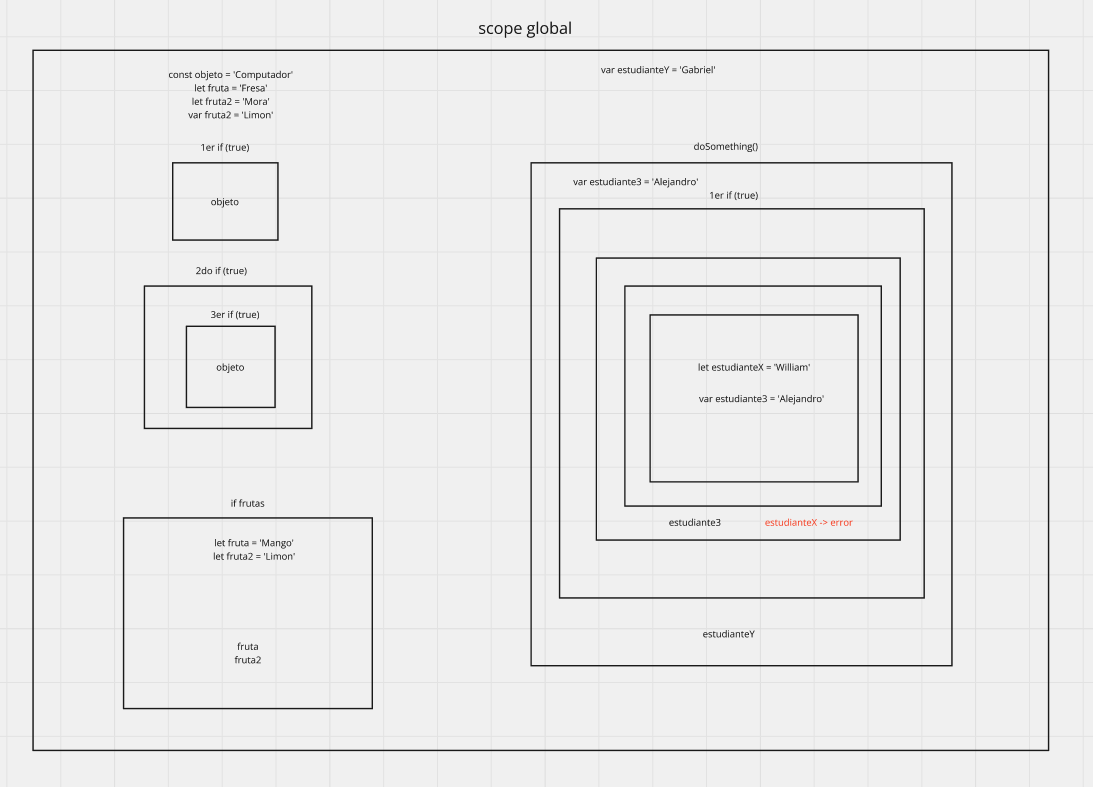 scope global
const objeto = 'Computador'
let fruta = 'Fresa'
let fruta2 = 'Mora'
var fruta2 = 'Limon'
1er if (true)
objeto
2do if (true)
3er if (true)
objeto
if frutas
let fruta = 'Mango'
let fruta2 = 'Limon'
fruta
fruta2
var estudianteY = 'Gabriel'
doSomething()
var estudiante3 = 'Alejandro'
1er if (true)
let estudianteX = 'William'
var estudiante3 = 'Alejandro'
estudiante3
estudianteX -> error
estudianteY